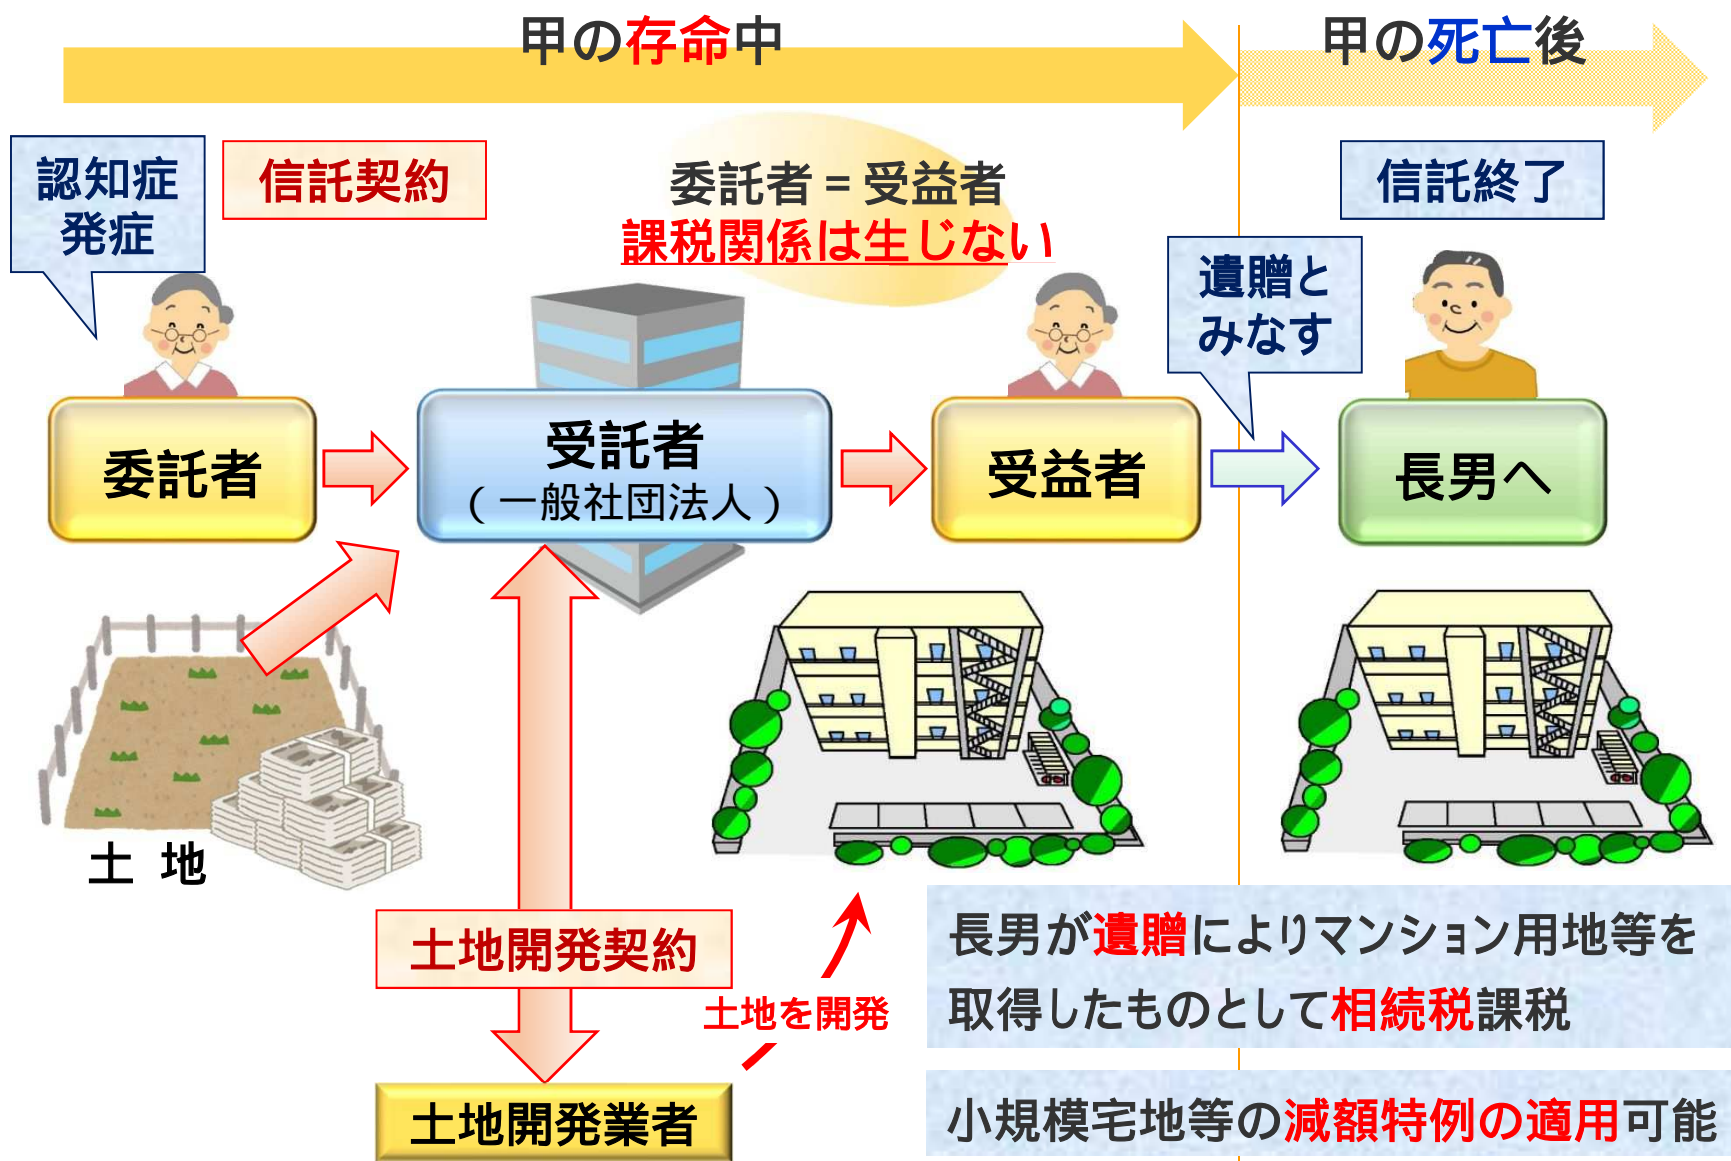 甲の存命中
甲の死亡後
認知症
発症
信託契約
委託者＝受益者
課税関係は生じない
信託終了
遺贈と
みなす
委託者
受託者
（一般社団法人）
受益者
長男へ
土 地
土地開発契約
土地を開発
土地開発業者
長男が遺贈によりマンション用地等を
取得したものとして相続税課税
小規模宅地等の減額特例の適用可能